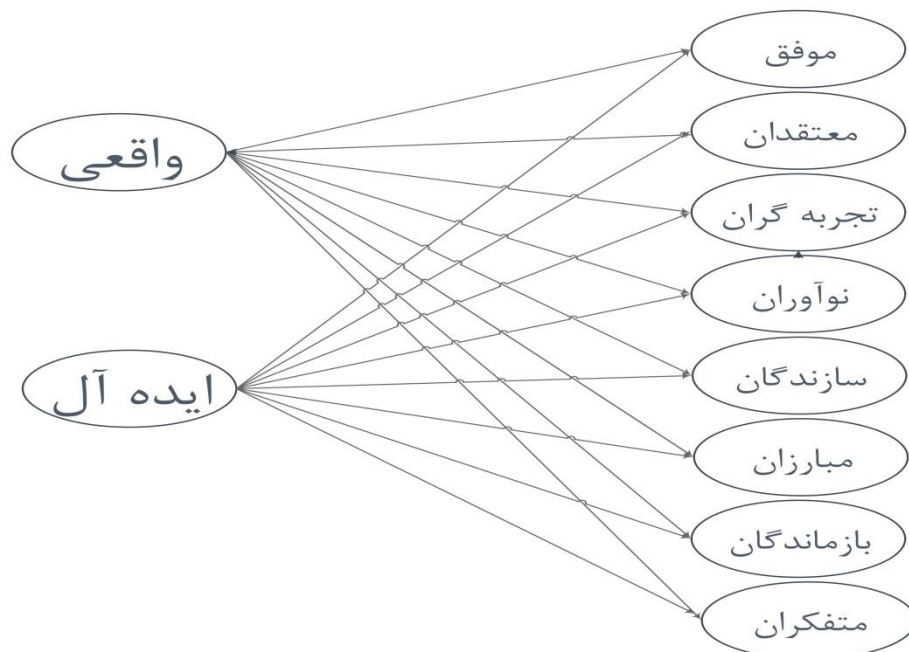 موفق
معتقدان
واقعی
تجربه گران
نوآوران
ایده آل
سازندگان
مبارزان
بازماندگان
متفکران